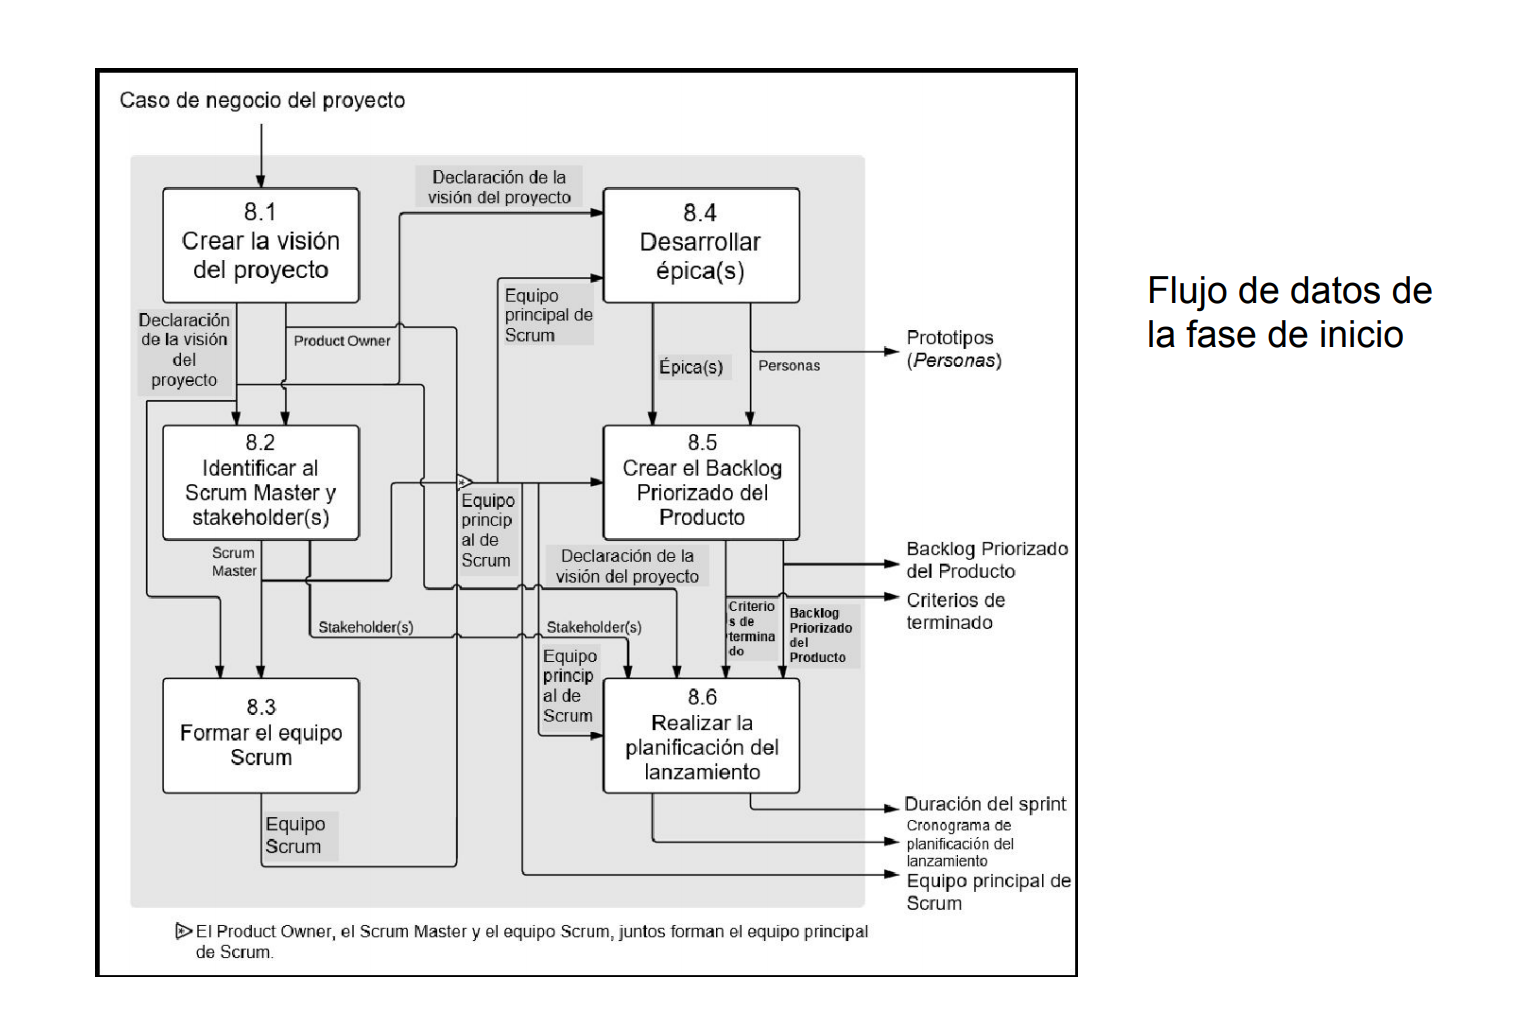 Caso de negocio del proyecto
8.1
Crear la visión
del proyecto
Declaración de la
visión del proyecto
8.4
Desarrollar
épica(s)
Equipo
principal de
Scrum
Declaración
de la visión
del
proyecto
Product Owner
Épica(s)
Personas
Prototipos
(Personas)
Flujo de datos de
la fase de inicio
8.2
Identificar al
Scrum Master y
stakeholder(s)
8.5
Crear el Backlog
Priorizado del
Producto
Equipo
princip
al de
Scrum
Scrum
Master
Declaración de la
visión del proyecto
Backlog Priorizado
del Producto
Criterios de
terminado
Criterio
s de
termina
do
Backlog
Priorizado
del
Producto
Stakeholder(s)
Stakeholder(s)
Equipo
princip
al de
Scrum
8.3
Formar el equipo
Scrum
8.6
Realizar la
planificación del
lanzamiento
Equipo
Scrum
Duración del sprint
Cronograma de
planificación del
lanzamiento
Equipo principal de
Scrum
El Product Owner, el Scrum Master y el equipo Scrum, juntos forman el equipo principal
de Scrum.